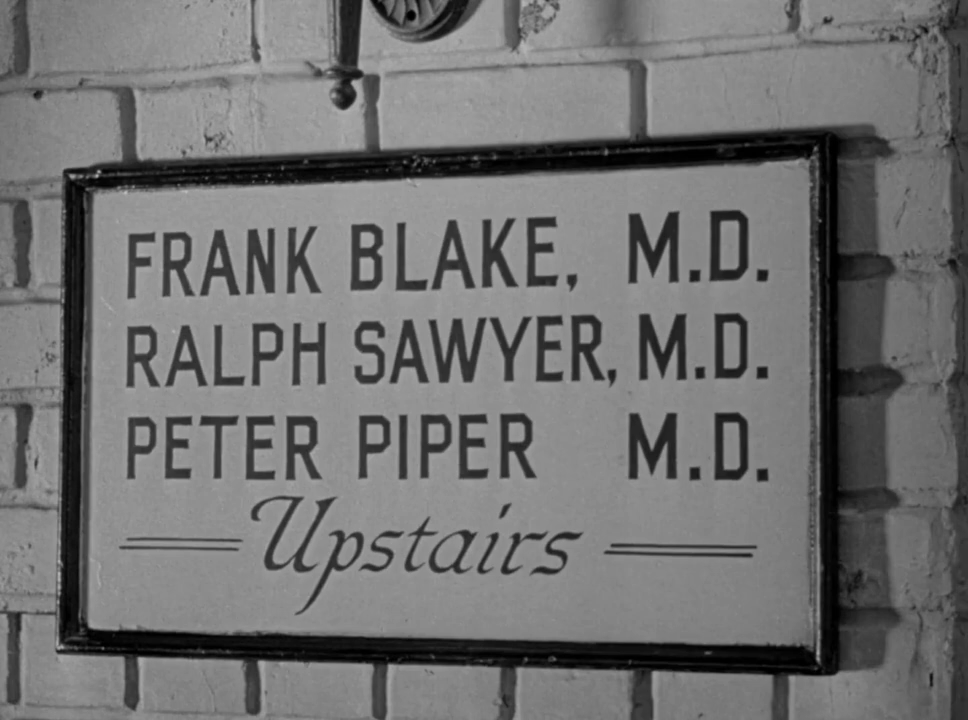 FRANK BLAKE, M.D.
RALPH SAWYER, M.D.
PETER PIPER M.D.
Upstairs